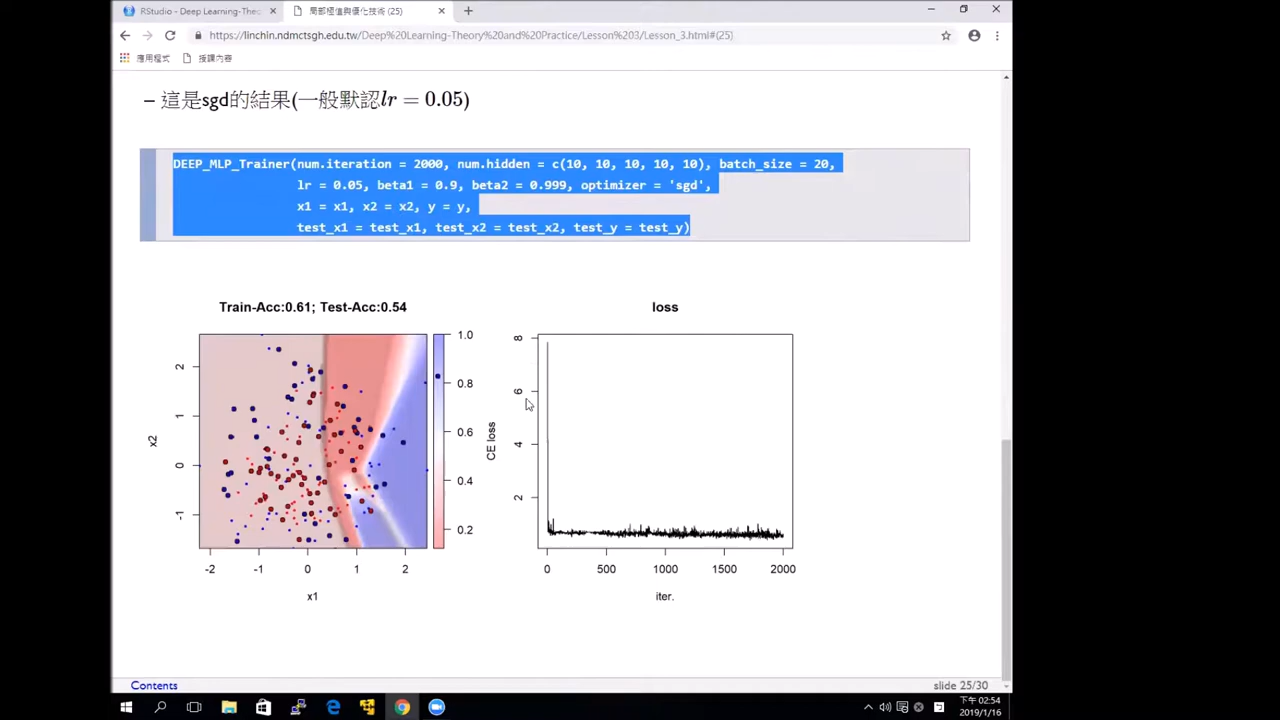 RStudio - Deep Learning-Theo
局部極值與優化技術 (25)
https://linchin.ndmctsgh.edu.tw/Deep%20Learning-Theory%20and%20Practice/Lesson%203/Lesson_3.html#(25)
應用程式
授課內容
– 這是sgd的結果(一般默認lr = 0.05)
DEEP_MLP_Trainer(num.iteration = 2000, num.hidden = c(10, 10, 10, 10, 10), batch_size = 20,
lr = 0.05, beta1 = 0.9, beta2 = 0.999, optimizer = 'sgd',
x1 = x1, x2 = x2, y = y,
test_x1 = test_x1, test_x2 = test_x2, test_y = test_y)
Train-Acc:0.61; Test-Acc:0.54
x2
2
1
0
-1
-2 -1 0 1 2
x1
1.0
0.8
0.6
0.4
0.2
loss
CE loss
8
6
4
2
0 500 1000 1500 2000
iter.
Contents
slide 25/30
下午 02:54
2019/1/16